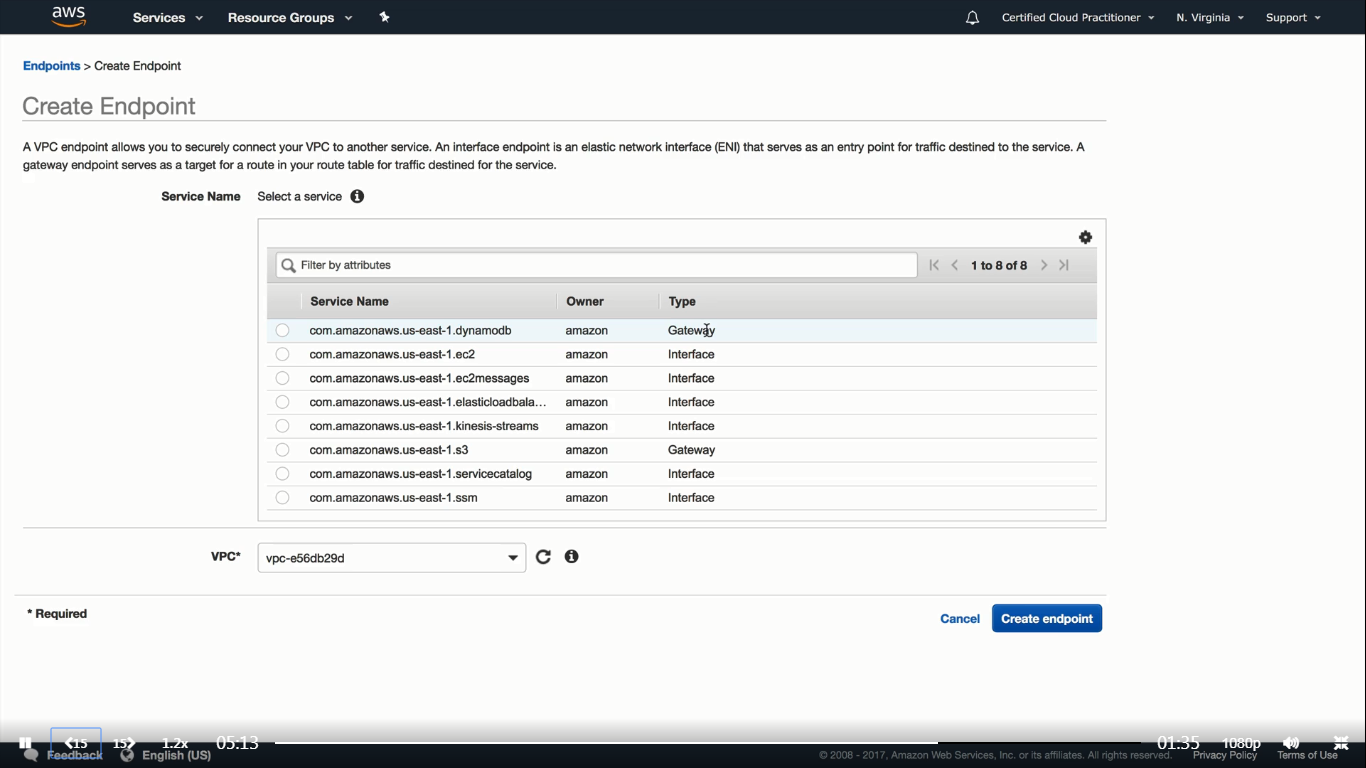 aws Services Resource Groups Certified Cloud Practitioner N. Virginia Support
Endpoints > Create Endpoint
Create Endpoint
A VPC endpoint allows you to securely connect your VPC to another service. An interface endpoint is an elastic network interface (ENI) that serves as an entry point for traffic destined to the service. A
gateway endpoint serves as a target for a route in your route table for traffic destined for the service.
Service Name Select a service
Filter by attributes 1 to 8 of 8
Service Name Owner Type
com.amazonaws.us-east-1.dynamodb amazon Gateway
com.amazonaws.us-east-1.ec2 amazon Interface
com.amazonaws.us-east-1.ec2messages amazon Interface
com.amazonaws.us-east-1.elasticloadbala... amazon Interface
com.amazonaws.us-east-1.kinesis-streams amazon Interface
com.amazonaws.us-east-1.s3 amazon Gateway
com.amazonaws.us-east-1.servicecatalog amazon Interface
com.amazonaws.us-east-1.ssm amazon Interface
VPC* vpc-e56db29d
* Required Cancel Create endpoint
15 15 1.2x 05:13 01:35 1080p
Feedback English (US) © 2008 - 2017, Amazon Web Services, Inc. or its affiliates. All rights reserved. Privacy Policy Terms of Use